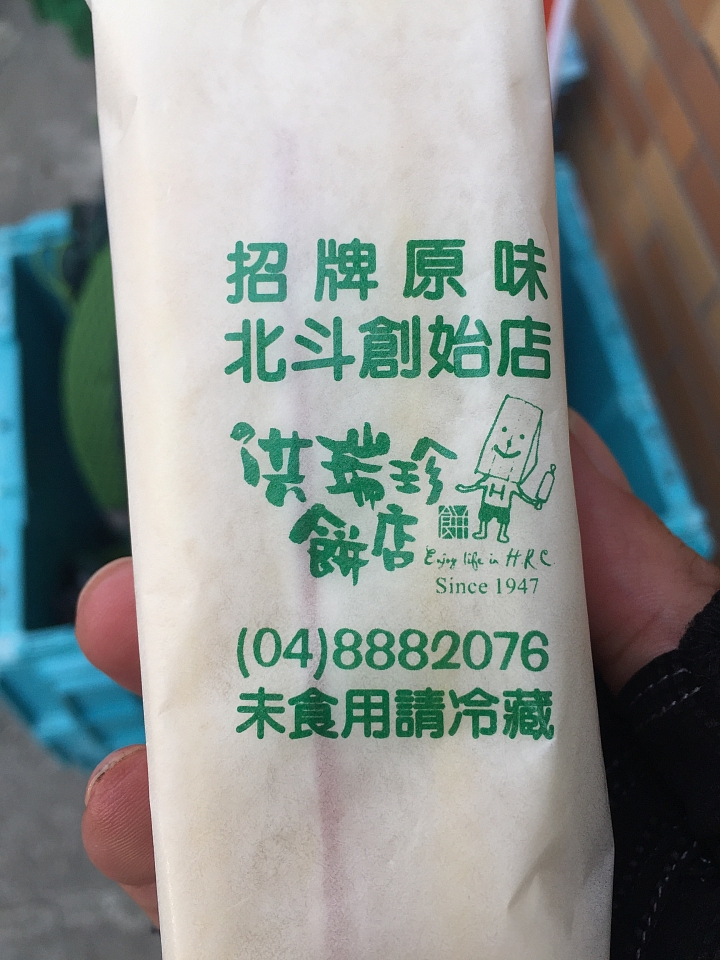 招牌原味
北斗創始店
洪瑞珍
餅店
餅
Enjoy life in H R C
Since 1947
(04)8882076
未食用請冷藏